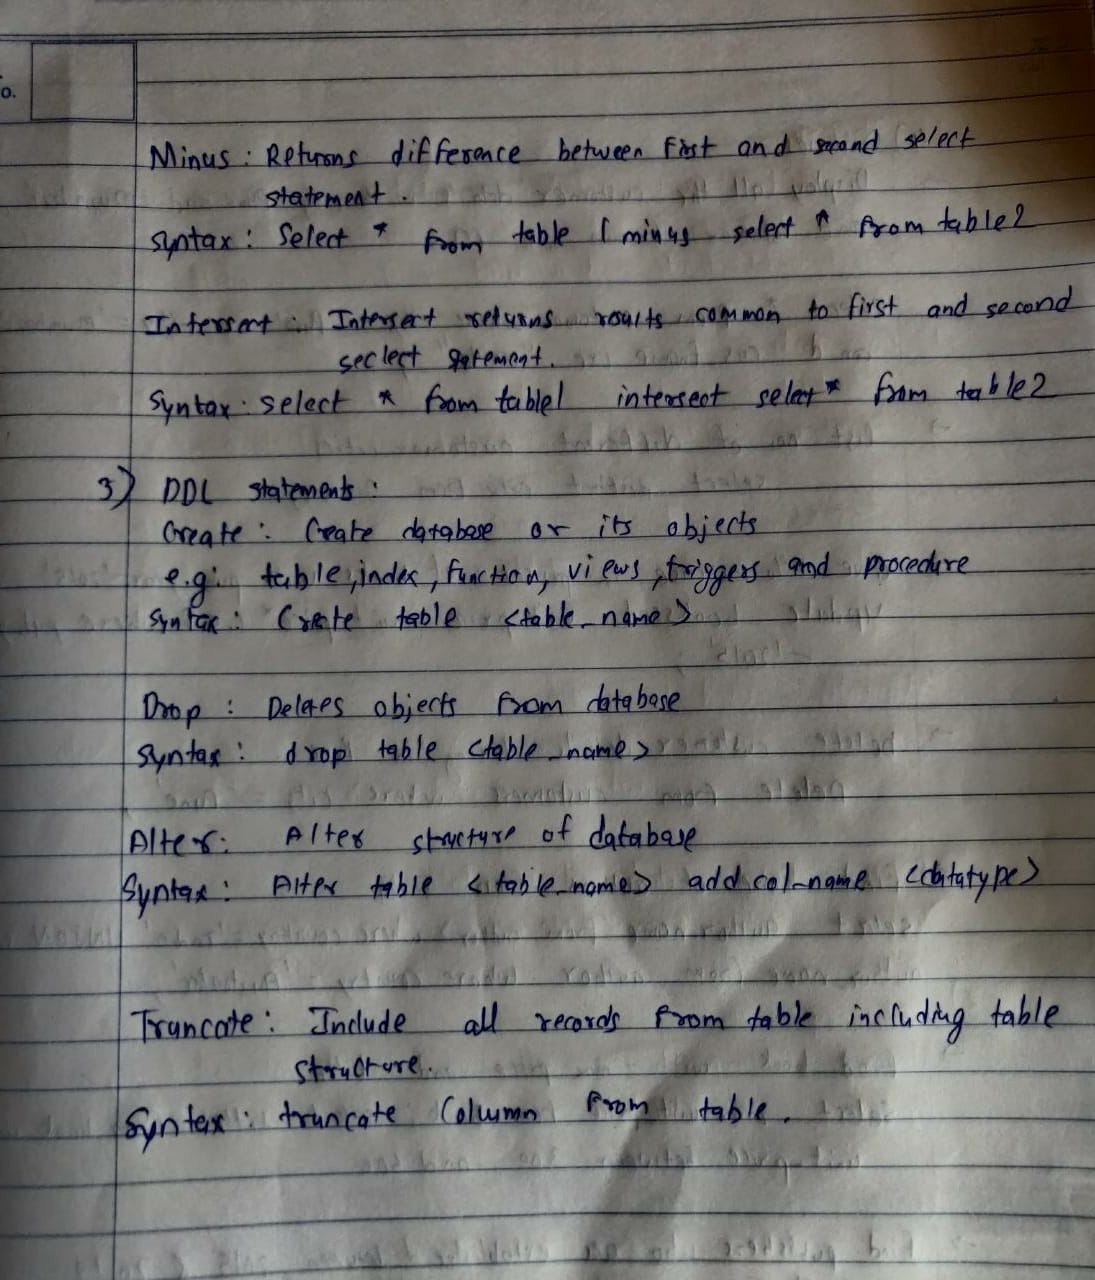 o.
Minus : Returns difference between first and second select
statement.
Syntax : Select * from table 1 minus select * from table2
Intersect : Intersect returns results common to first and second
seclect statement.
Syntax : select * from table1 intersect select * from table2
3) DDL statements :
Create : Create database or its objects
e.g: table, index, function, views, triggers and procedure
Syntax : Create table <table_name>
Drop : Deletes objects from database
Syntax : drop table <table_name>
Alter : Alter structure of database
Syntax : Alter table <table_name> add col_name <datatype>
Truncate : Include all records from table including table
structure.
Syntax : truncate Column from table.